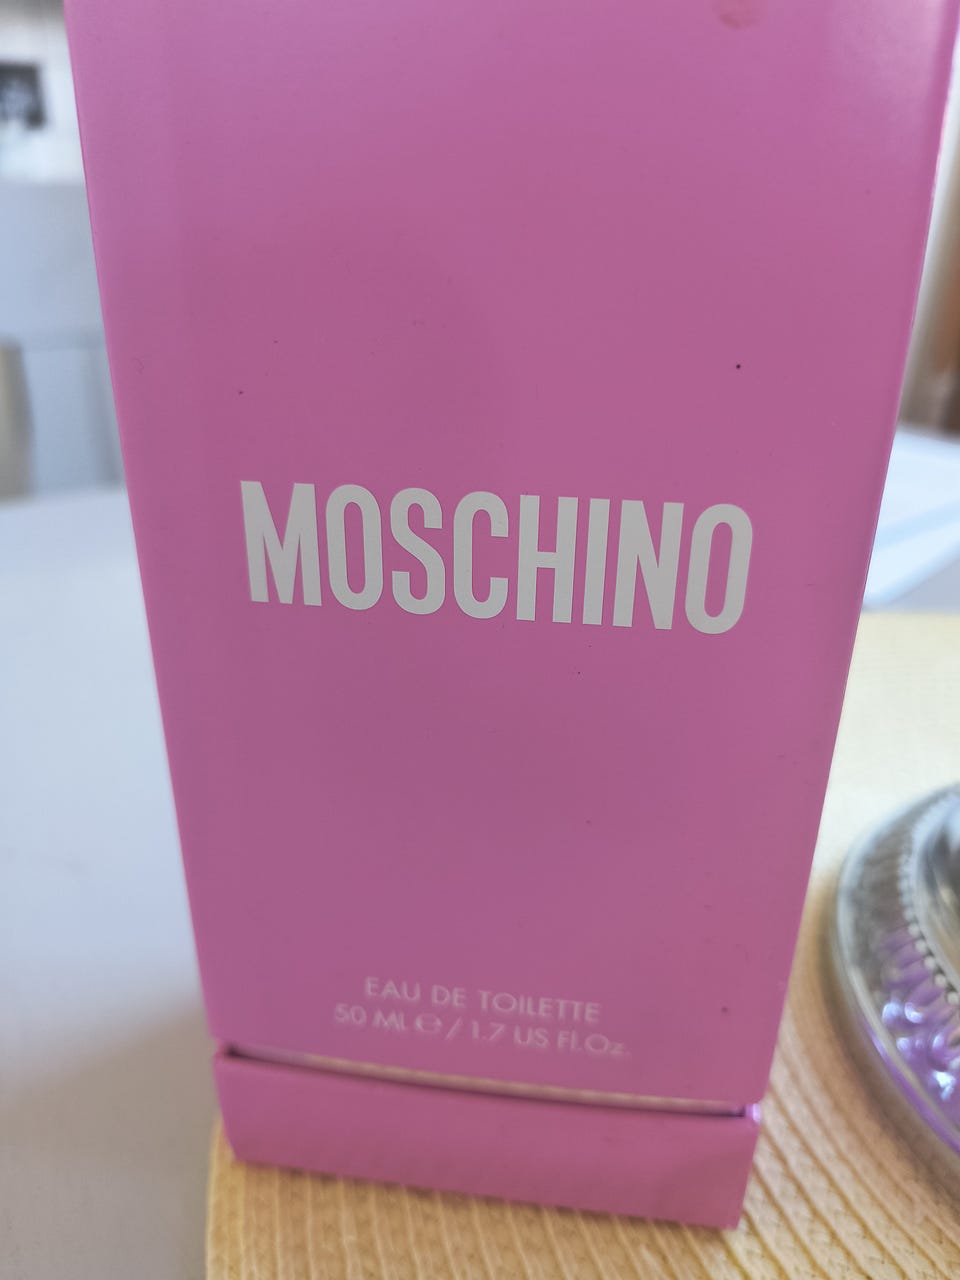 MOSCHINO
EAU DE TOILETTE
50 ML ℮ / 1.7 US Fl.Oz.